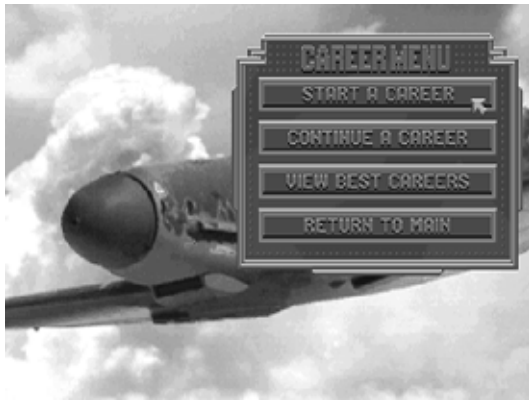 CAREER MENU
START A CAREER
CONTINUE A CAREER
VIEW BEST CAREERS
RETURN TO MAIN